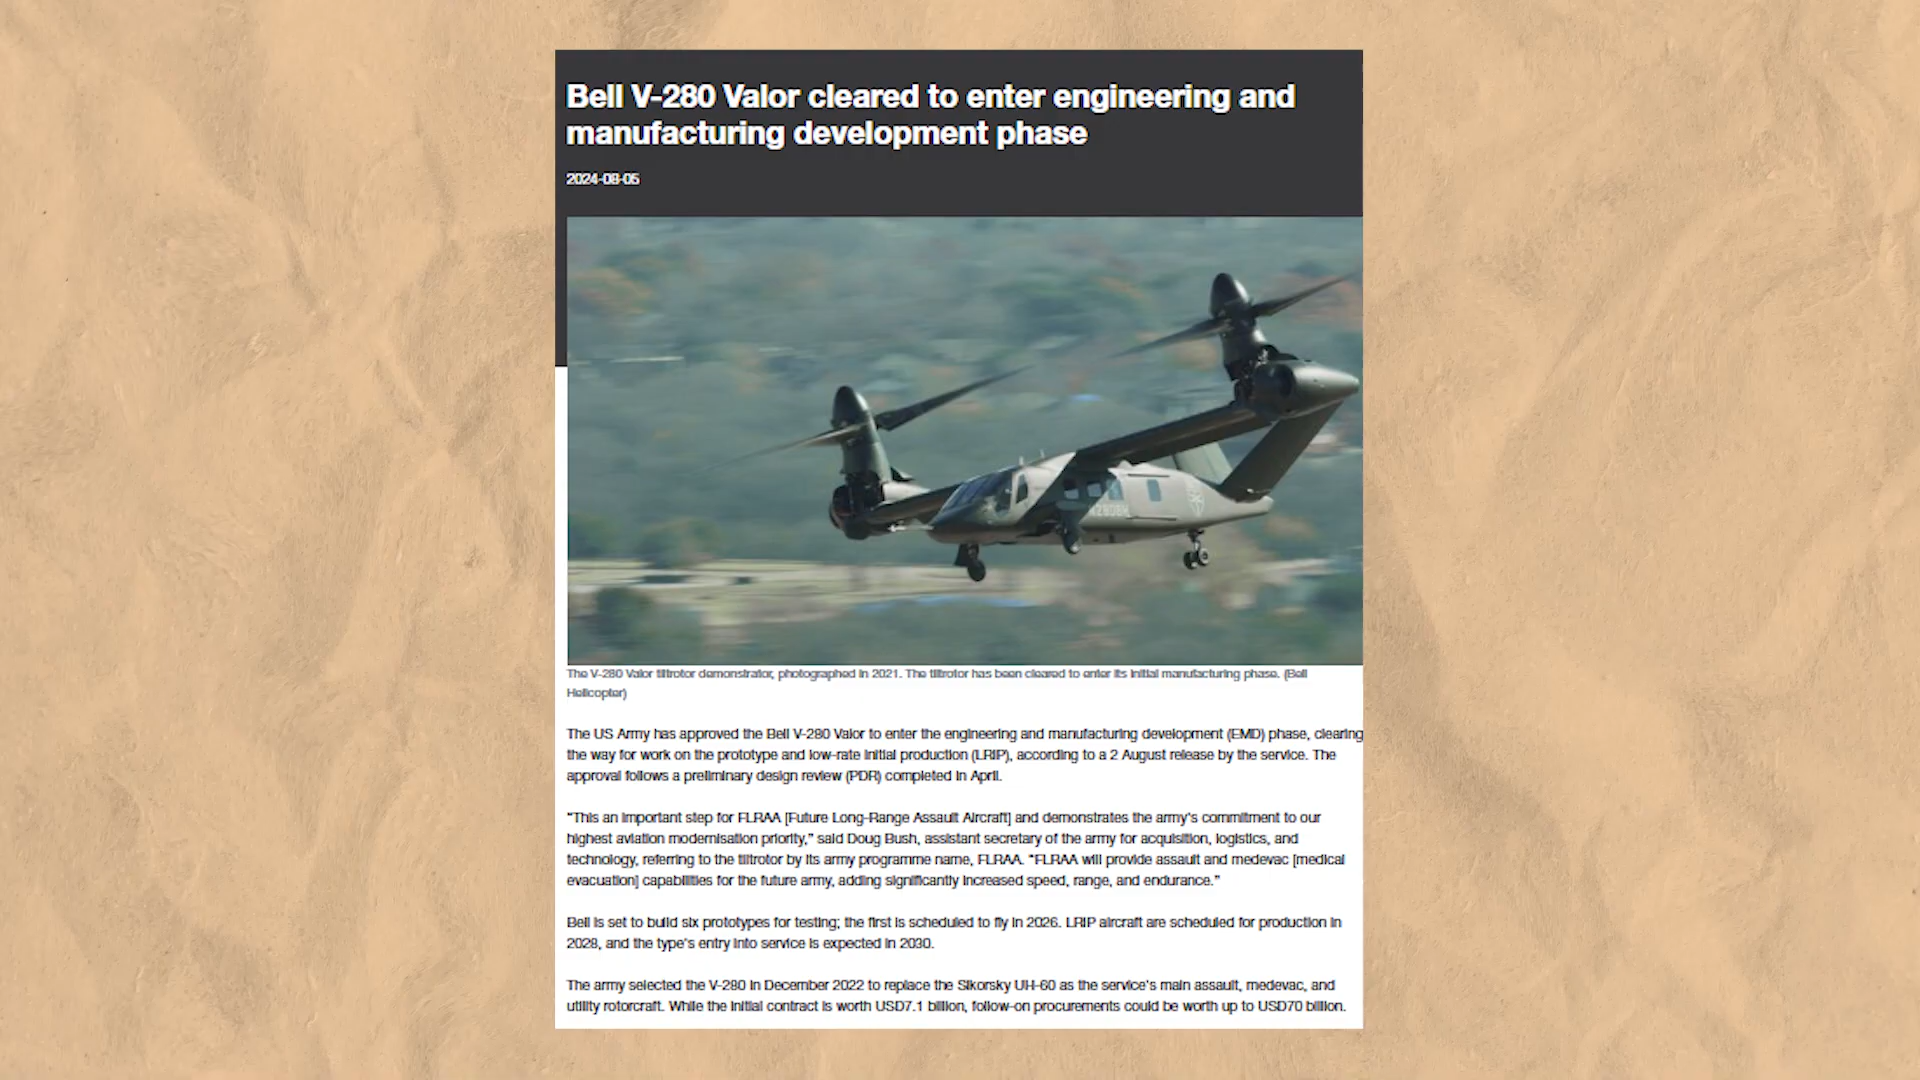 Bell V-280 Valor cleared to enter engineering and
manufacturing development phase
2024-08-05
N280BH
The V-280 Valor tiltrotor demonstrator, photographed in 2021. The tiltrotor has been cleared to enter its initial manufacturing phase. (Bell
Helicopter)
The US Army has approved the Bell V-280 Valor to enter the engineering and manufacturing development (EMD) phase, clearing
the way for work on the prototype and low-rate initial production (LRIP), according to a 2 August release by the service. The
approval follows a preliminary design review (PDR) completed in April.
“This an important step for FLRAA [Future Long-Range Assault Aircraft] and demonstrates the army's commitment to our
highest aviation modernisation priority,” said Doug Bush, assistant secretary of the army for acquisition, logistics, and
technology, referring to the tiltrotor by its army programme name, FLRAA. “FLRAA will provide assault and medevac [medical
evacuation] capabilities for the future army, adding significantly increased speed, range, and endurance.”
Bell is set to build six prototypes for testing; the first is scheduled to fly in 2026. LRIP aircraft are scheduled for production in
2028, and the type's entry into service is expected in 2030.
The army selected the V-280 in December 2022 to replace the Sikorsky UH-60 as the service's main assault, medevac, and
utility rotorcraft. While the initial contract is worth USD7.1 billion, follow-on procurements could be worth up to USD70 billion.